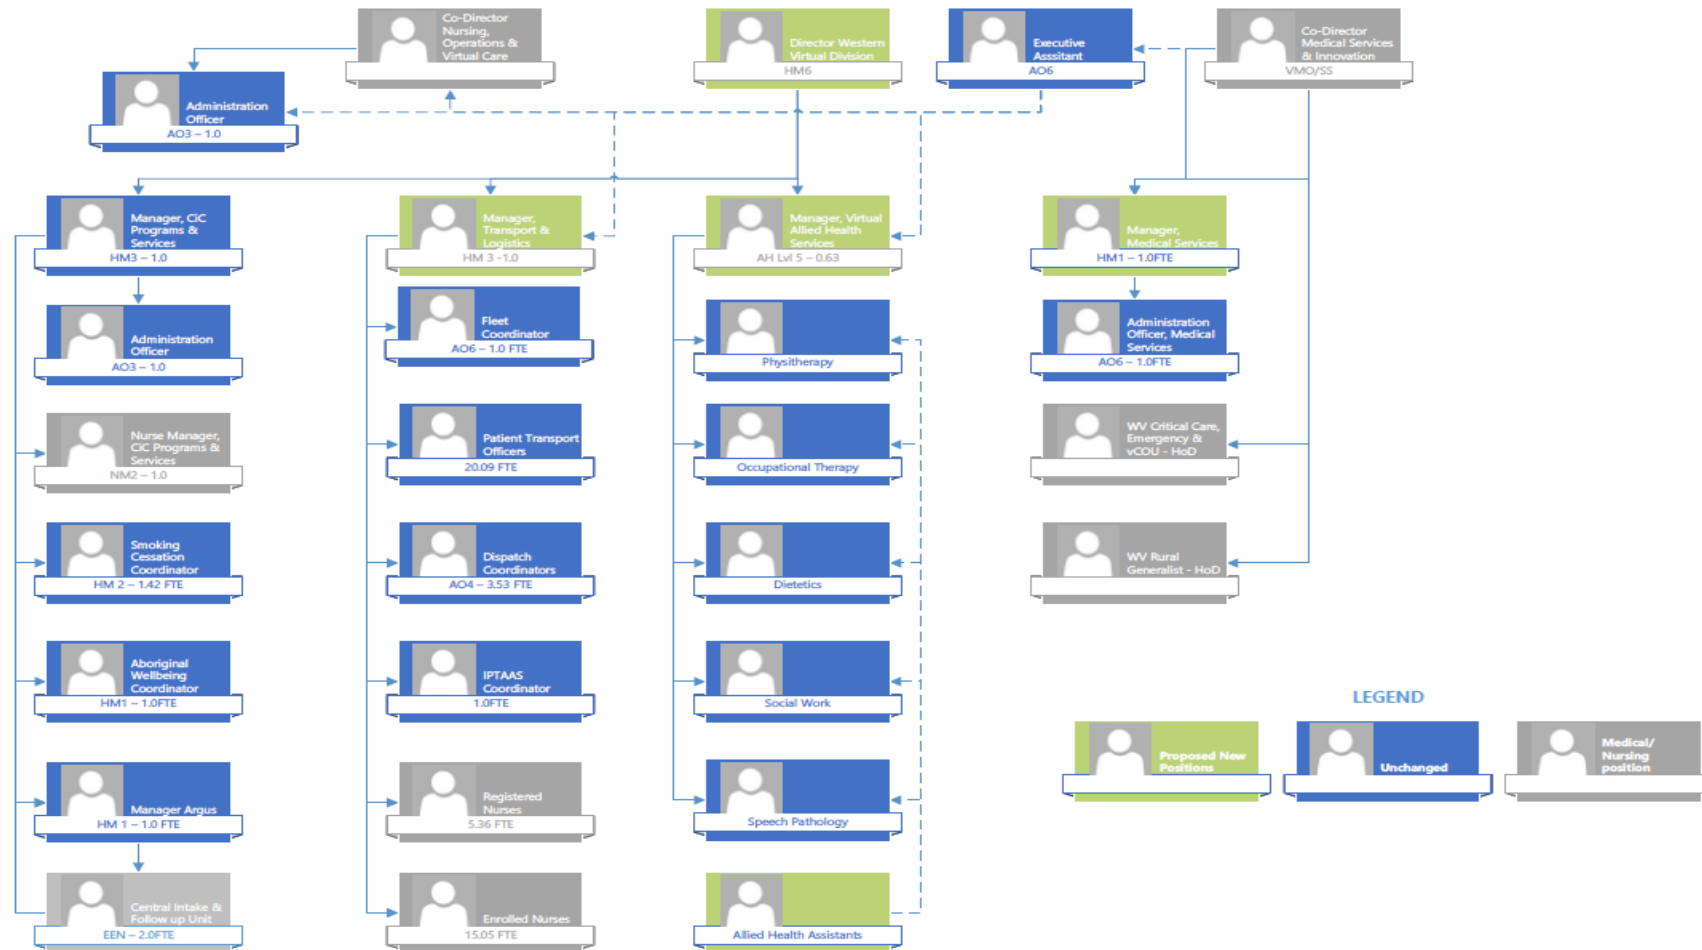 Co-Director
Nursing,
Operations &
Virtual Care
Director Western
Virtual Division
HM6
Executive
Asssitant
AO6
Co-Director
Medical Services
& Innovation
VMO/SS
Administration
Officer
AO3 – 1.0
Manager, CiC
Programs &
Services
HM3 – 1.0
Manager,
Transport &
Logistics
HM 3 -1.0
Manager, Virtual
Allied Health
Services
AH Lvl 5 – 0.63
Manager,
Medical Services
HM1 – 1.0FTE
Administration
Officer
AO3 – 1.0
Fleet
Coordinator
AO6 – 1.0 FTE
Physitherapy
Administration
Officer, Medical
Services
AO6 – 1.0FTE
Nurse Manager,
CiC Programs &
Services
NM2 – 1.0
Patient Transport
Officers
20.09 FTE
Occupational Therapy
WV Critical Care,
Emergency &
vCOU - HoD
Smoking
Cessation
Coordinator
HM 2 – 1.42 FTE
Dispatch
Coordinators
AO4 – 3.53 FTE
Dietetics
WV Rural
Generalist - HoD
Aboriginal
Wellbeing
Coordinator
HM1 – 1.0FTE
IPTAAS
Coordinator
1.0FTE
Social Work
LEGEND
Proposed New
Positions
Unchanged
Medical/
Nursing
position
Manager Argus
HM 1 – 1.0 FTE
Registered
Nurses
5.36 FTE
Speech Pathology
Central Intake &
Follow up Unit
EEN – 2.0FTE
Enrolled Nurses
15.05 FTE
Allied Health Assistants